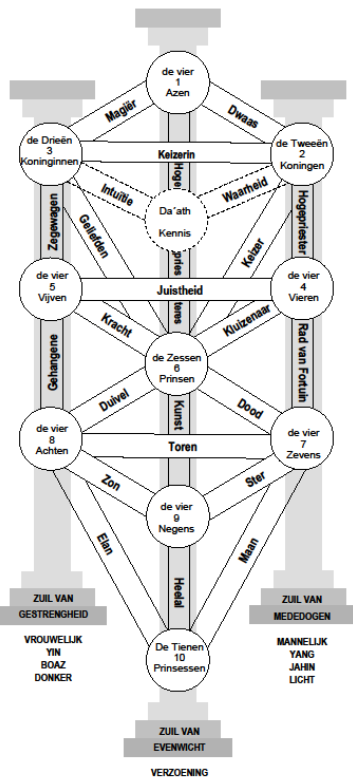 de vier
1
Azen
Magiër
Dwaas
de Drieën
3
Koninginnen
Keizerin
de Tweeën
2
Koningen
Hoge
Intuïtie
Waarheid
Da´ath
Kennis
Zegewagen
Geliefden
Keizer
Hogepriester
pries
de vier
5
Vijven
Juistheid
de vier
4
Vieren
teres
Kracht
Kluizenaar
de Zessen
6
Prinsen
Gehangene
Rad van Fortuin
Duivel
Kunst
Dood
de vier
8
Achten
Toren
de vier
7
Zevens
Zon
Ster
de vier
9
Negens
Elan
Heelal
Maan
De Tienen
10
Prinsessen
ZUIL VAN
GESTRENGHEID
VROUWELIJK
YIN
BOAZ
DONKER
ZUIL VAN
MEDEDOGEN
MANNELIJK
YANG
JAHIN
LICHT
ZUIL VAN
EVENWICHT
VERZOENING